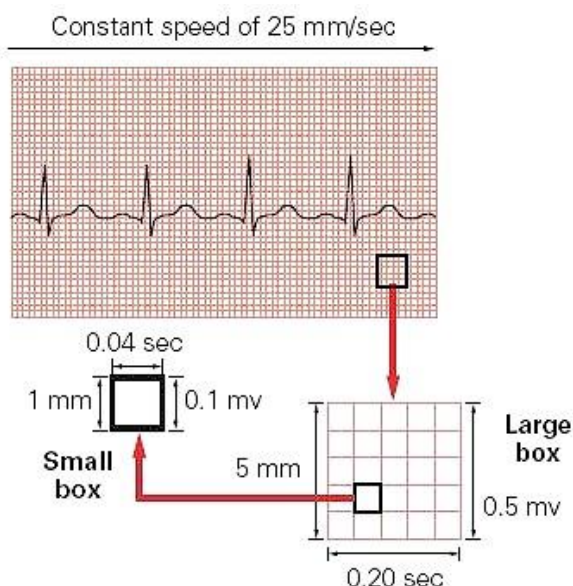 Constant speed of 25 mm/sec
0.04 sec
1 mm
0.1 mv
Small
box
5 mm
Large
box
0.5 mv
0.20 sec